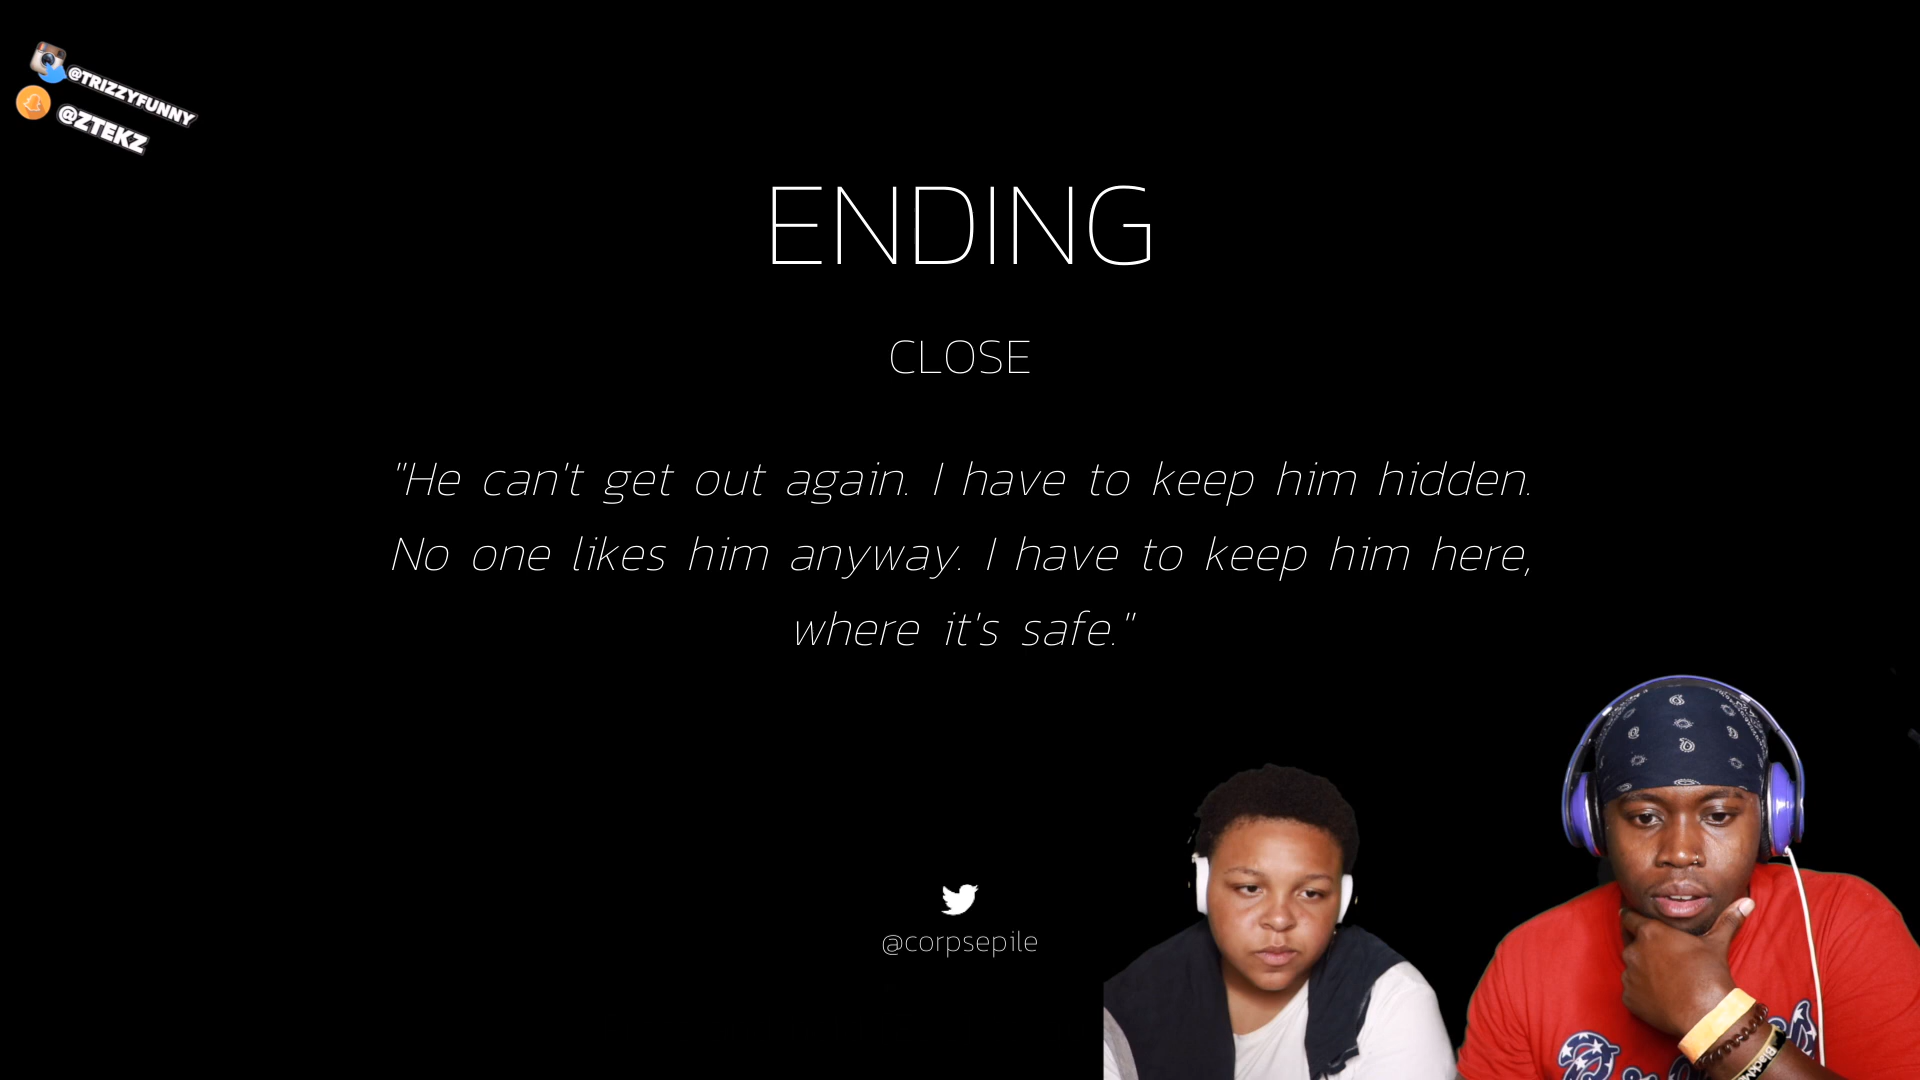 @TRIZZYFUNNY
@ZTEKZ
ENDING
CLOSE
"He can't get out again. I have to keep him hidden.
No one likes him anyway. I have to keep him here,
where it's safe."
@corpsepile